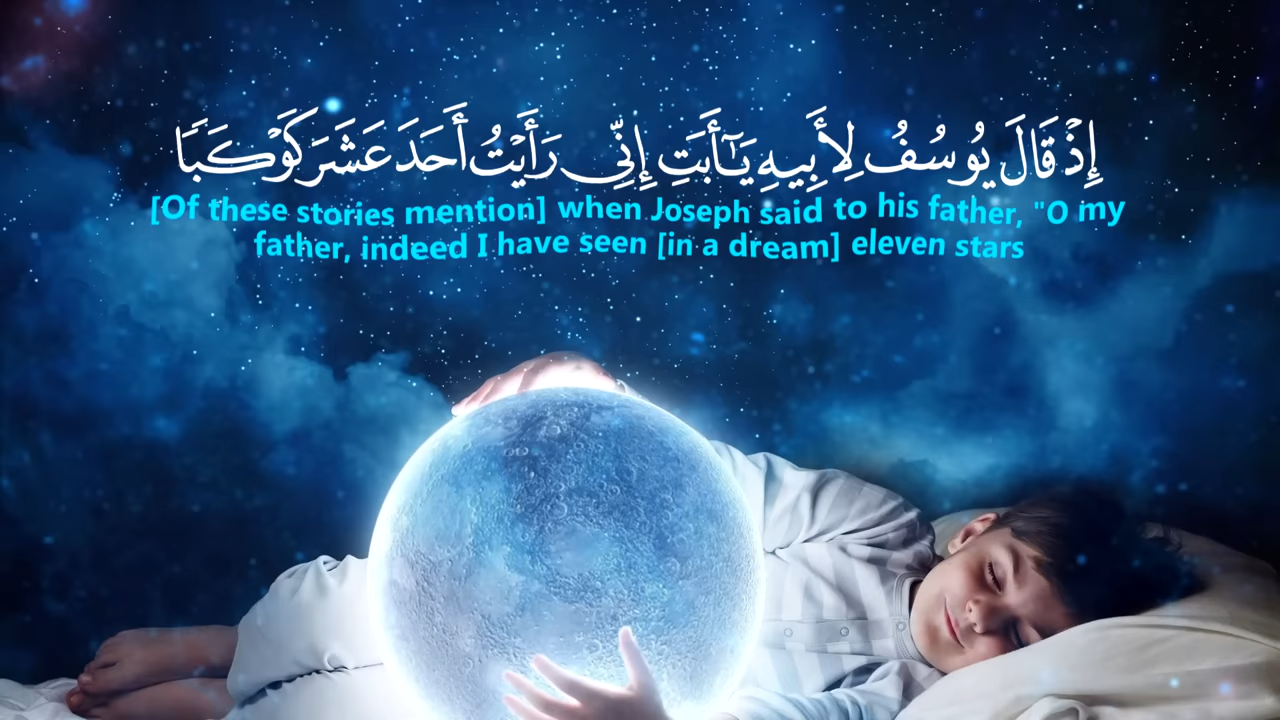 إِذْ قَالَ يُوسُفُ لِأَبِيهِ يَـٰٓأَبَتِ إِنِّى رَأَيْتُ أَحَدَ عَشَرَ كَوْكَبًا
[Of these stories mention] when Joseph said to his father, "O my
father, indeed I have seen [in a dream] eleven stars